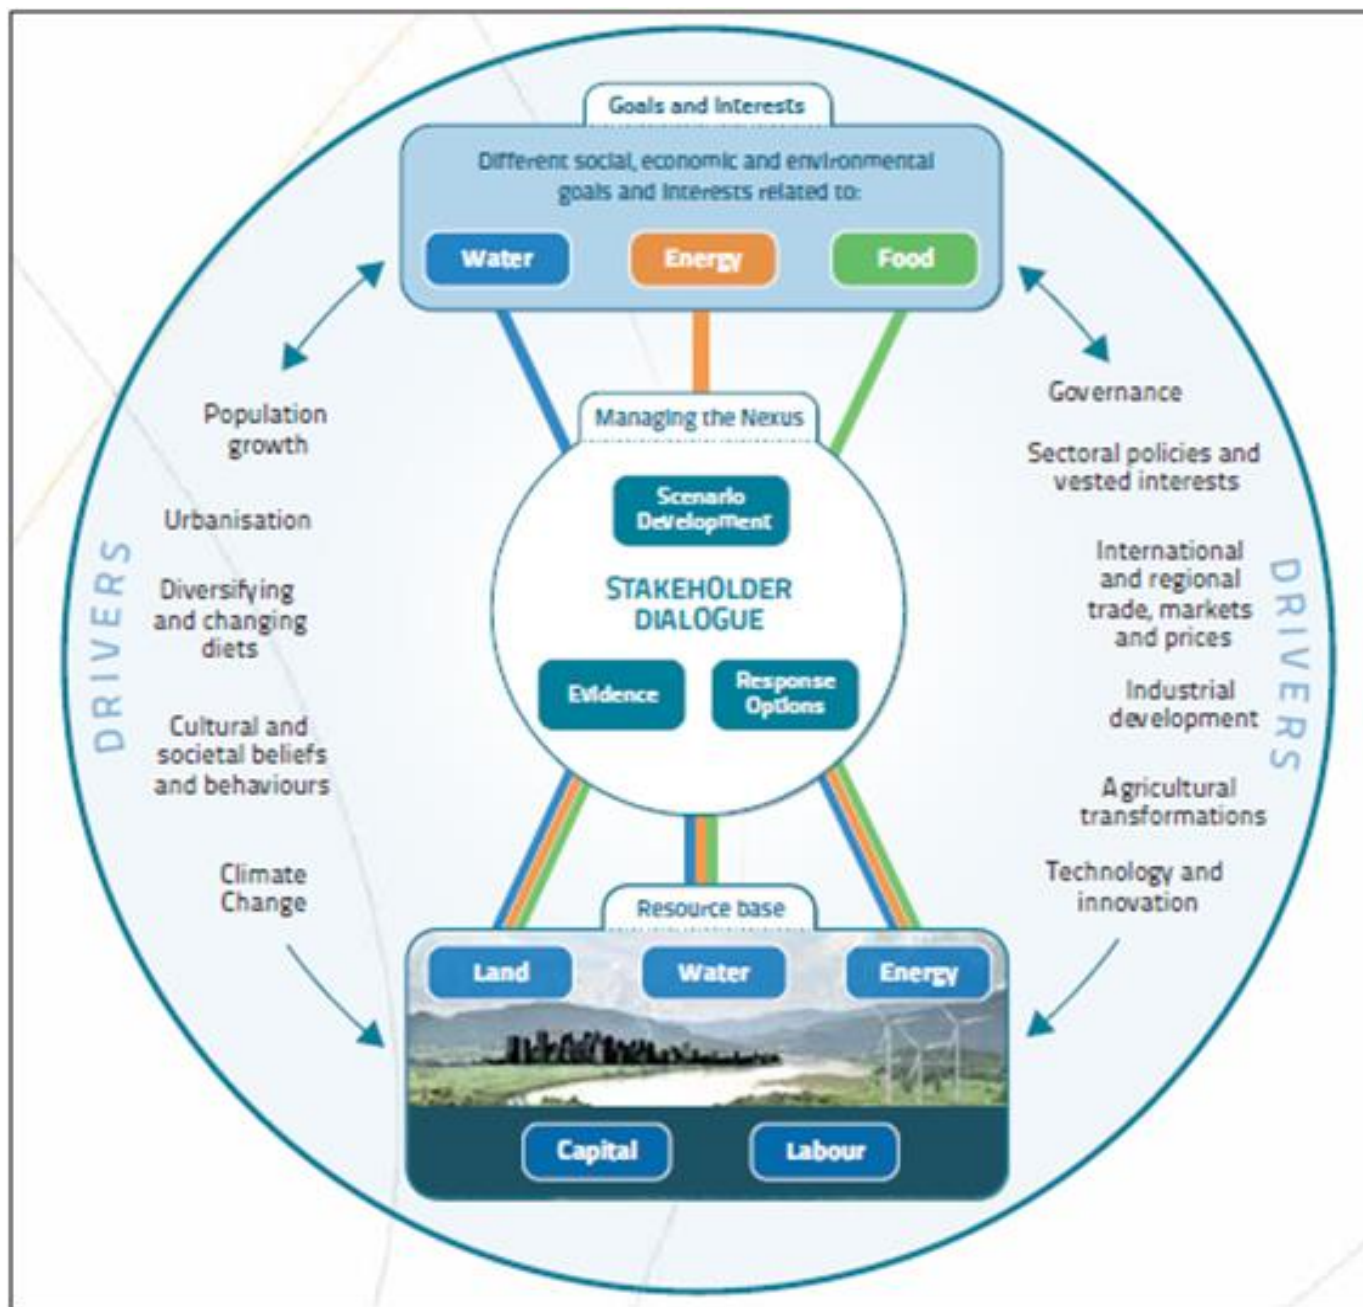 Goals and Interests
Different social, economic and environmental
goals and interests related to:
Water
Energy
Food
Managing the Nexus
Scenario
Development
STAKEHOLDER
DIALOGUE
Evidence
Response
Options
DRIVERS
Population
growth
Urbanisation
Diversifying
and changing
diets
Cultural and
societal beliefs
and behaviours
Climate
Change
Governance
Sectoral policies and
vested interests
International
and regional
trade, markets
and prices
Industrial
development
Agricultural
transformations
Technology and
innovation
DRIVERS
Resource base
Land
Water
Energy
Capital
Labour